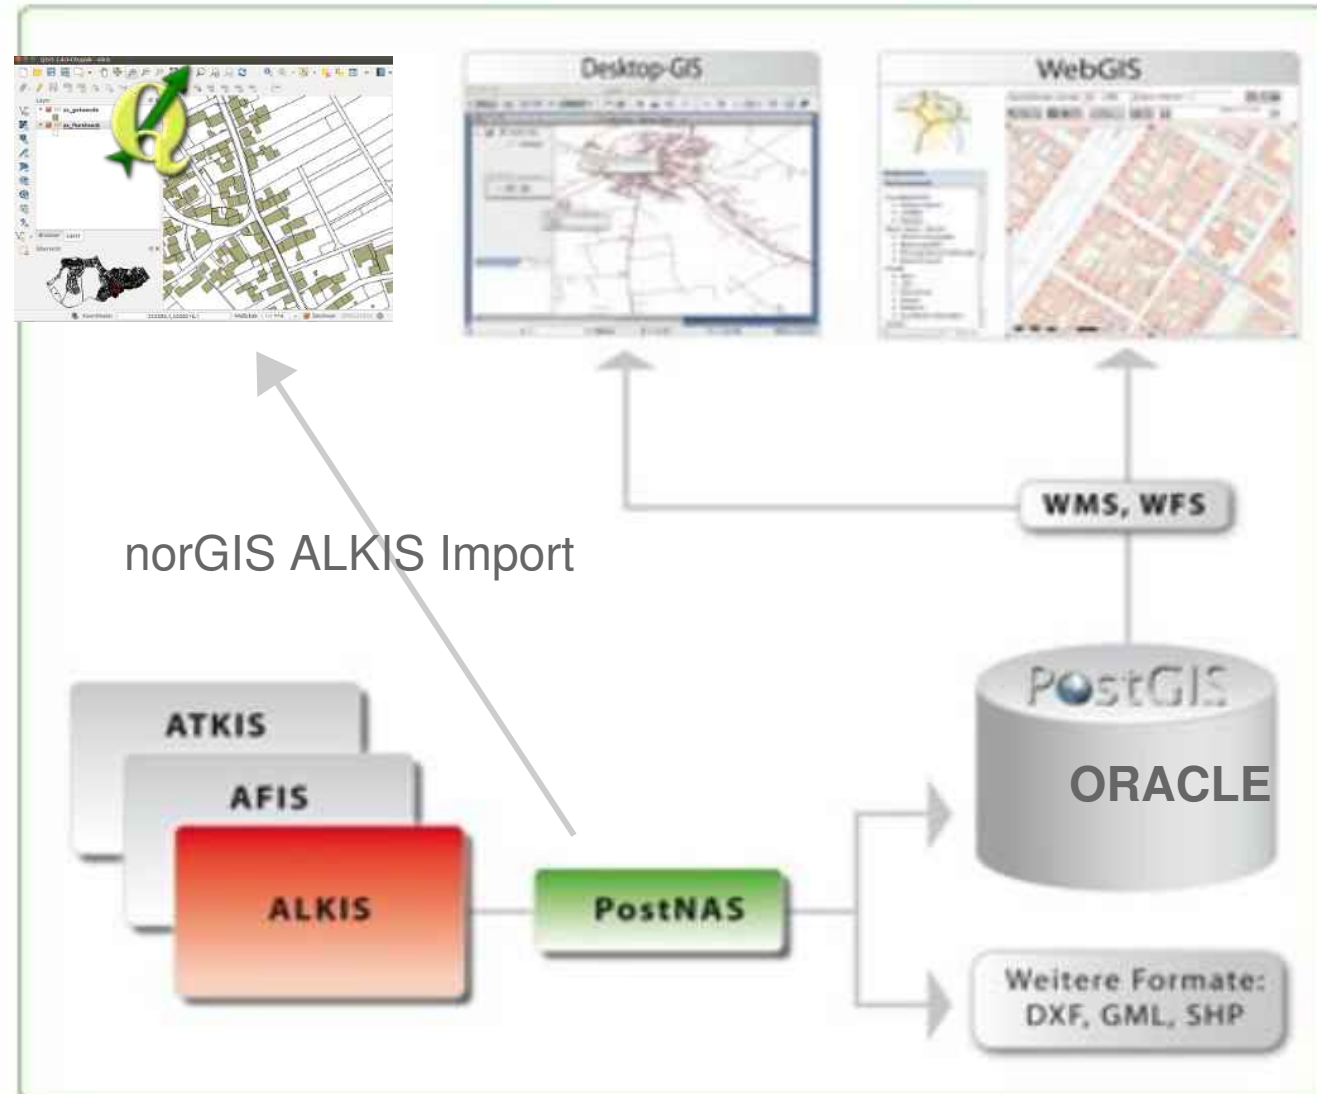 Desktop-GIS
WebGIS
Layer
WMS, WFS
norGIS ALKIS Import
PostGIS
ORACLE
ATKIS
AFIS
ALKIS
PostNAS
Weitere Formate:
DXF, GML, SHP